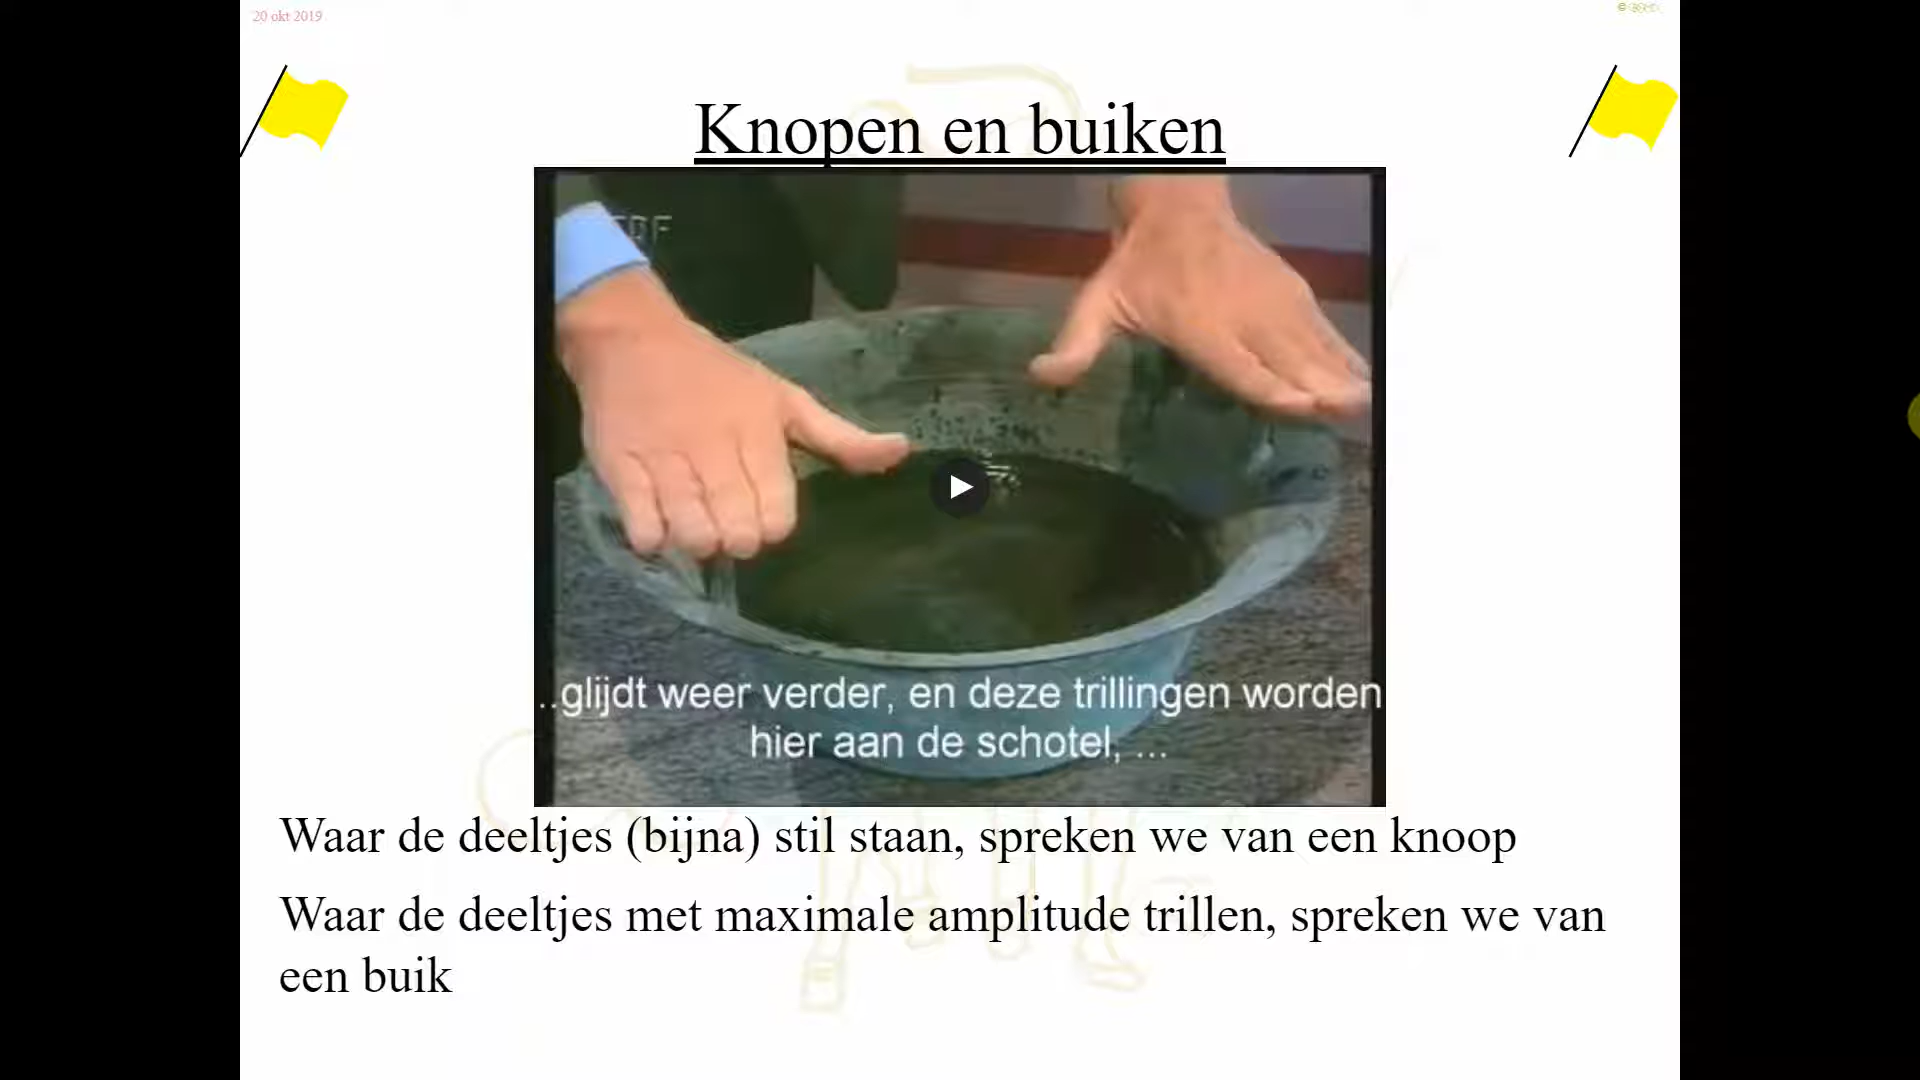 20 okt 2019
Knopen en buiken
..glijdt weer verder, en deze trillingen worden
hier aan de schotel, ...
Waar de deeltjes (bijna) stil staan, spreken we van een knoop
Waar de deeltjes met maximale amplitude trillen, spreken we van
een buik